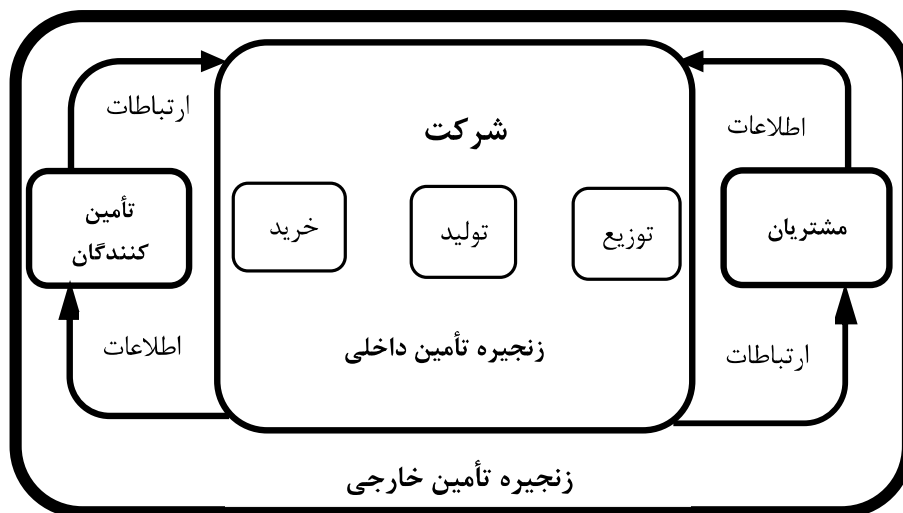 ارتباطات
اطلاعات
شرکت
مشتریان
توزیع
تولید
خرید
تأمین
کنندگان
اطلاعات
زنجیره تأمین داخلی
ارتباطات
زنجیره تأمین خارجی